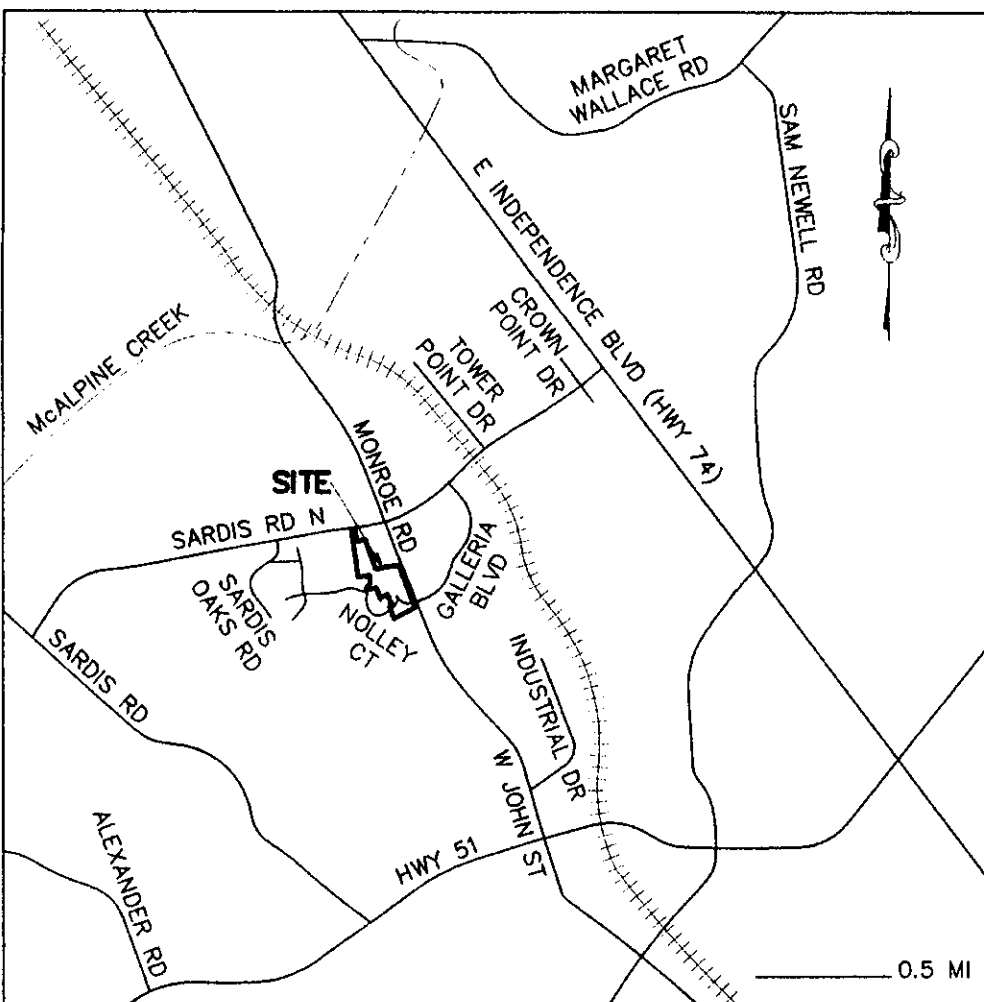 MARGARET
WALLACE RD
SAM NEWELL RD
E INDEPENDENCE BLVD (HWY 74)
CROWN
POINT DR
TOWER
POINT DR
McALPINE CREEK
MONROE RD
SITE
SARDIS RD N
GALLERIA
BLVD
SARDIS
OAKS RD
NOLLEY
CT
SARDIS RD
INDUSTRIAL DR
W JOHN ST
ALEXANDER RD
HWY 51
0.5 MI